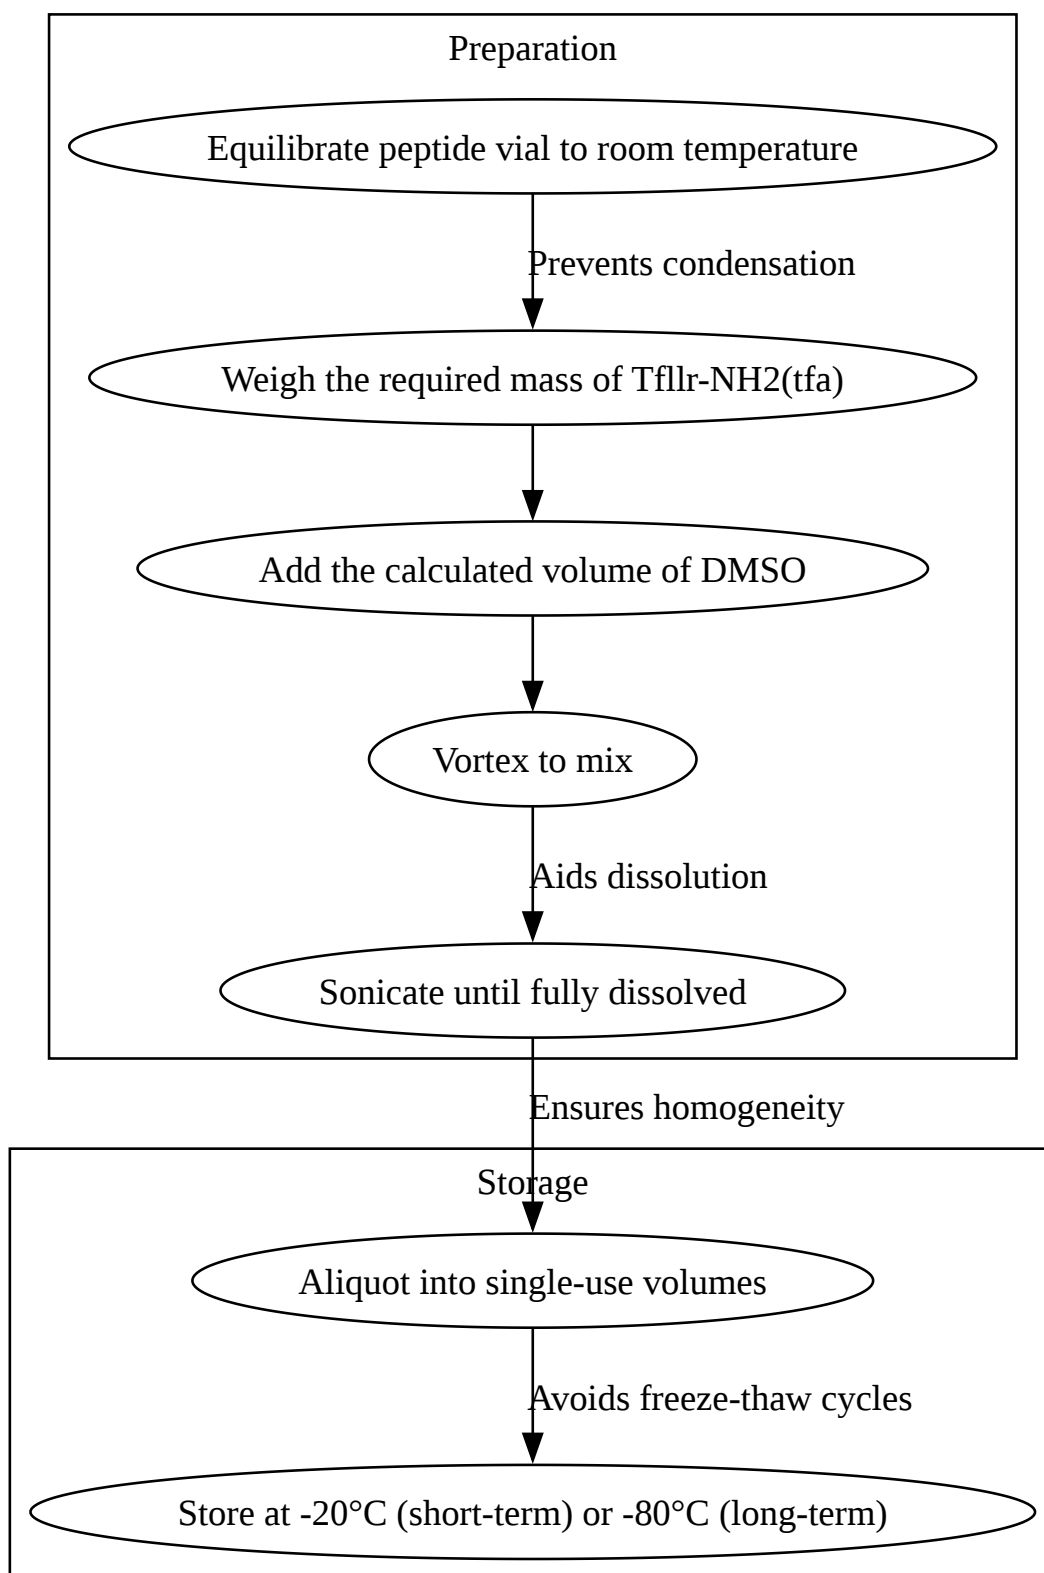 Preparation
Equilibrate peptide vial to room temperature
Prevents condensation
Weigh the required mass of Tfllr-NH2(tfa)
Add the calculated volume of DMSO
Vortex to mix
Aids dissolution
Sonicate until fully dissolved
Ensures homogeneity
Storage
Aliquot into single-use volumes
Avoids freeze-thaw cycles
Store at -20°C (short-term) or -80°C (long-term)